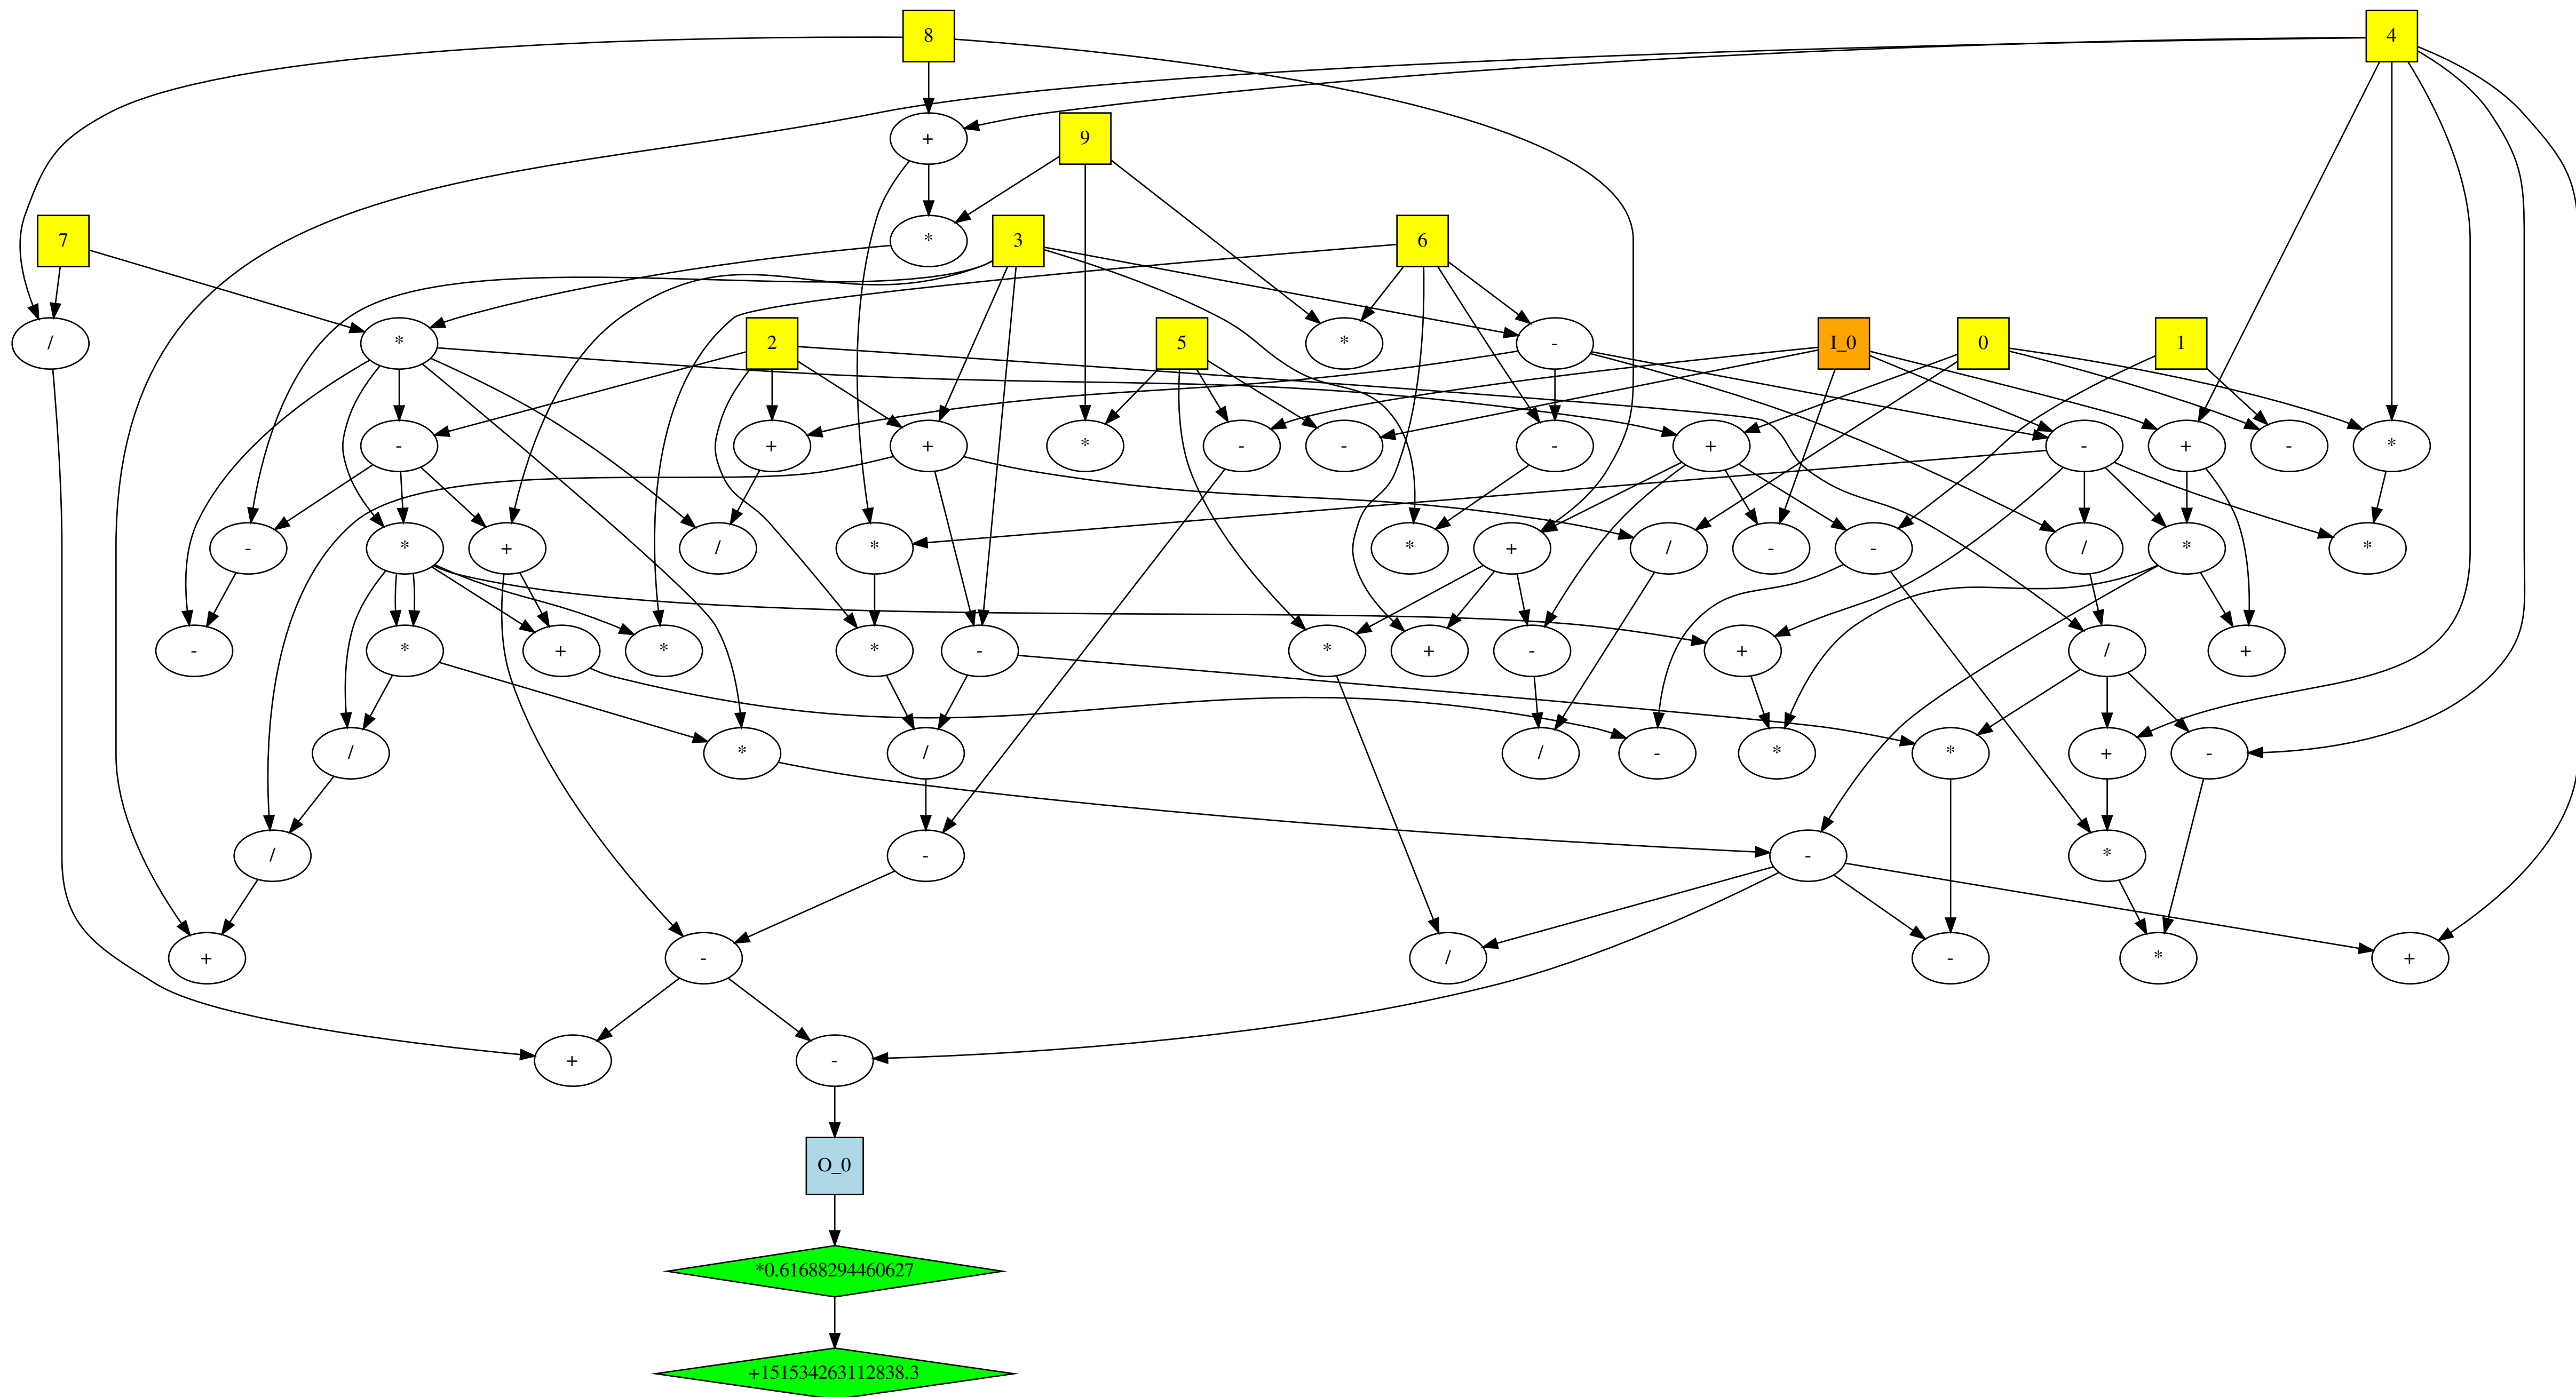 8 4
+ 9
7 * 3 6
/ * 2 5 * - I_0 0 1
- + + * - - - + - + - *
- * + / * * + / - - / * *
- * + * * - * + - + / +
/ * / / - * * + -
/ - - *
+ - / - * +
+ -
O_0
*0.61688294460627
+151534263112838.3